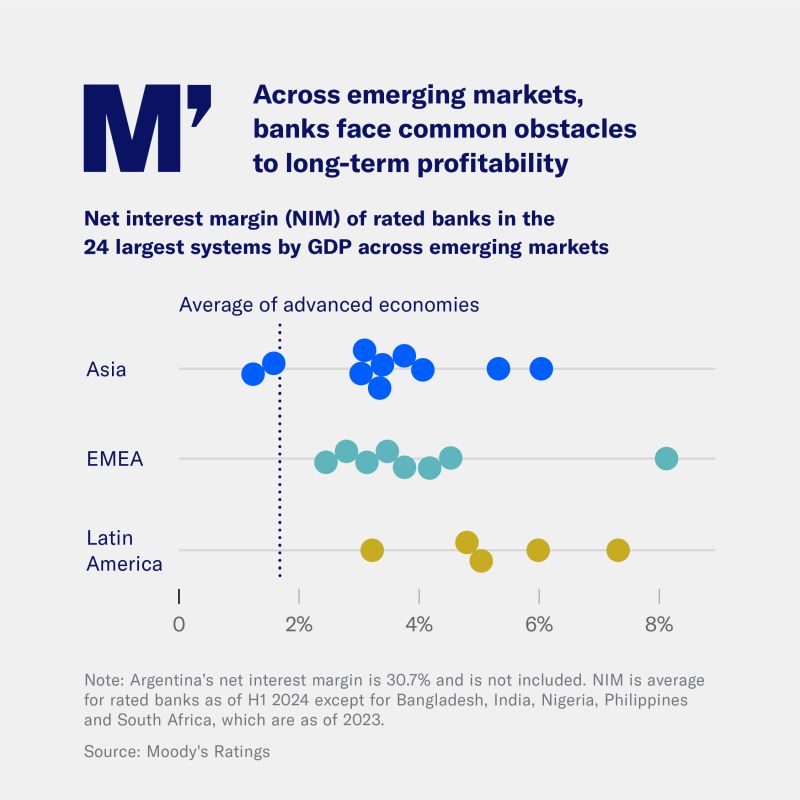 M’
Across emerging markets,
banks face common obstacles
to long-term profitability
Net interest margin (NIM) of rated banks in the
24 largest systems by GDP across emerging markets
Average of advanced economies
Asia
EMEA
Latin
America
0 2% 4% 6% 8%
Note: Argentina’s net interest margin is 30.7% and is not included. NIM is average
for rated banks as of H1 2024 except for Bangladesh, India, Nigeria, Philippines
and South Africa, which are as of 2023.
Source: Moody's Ratings